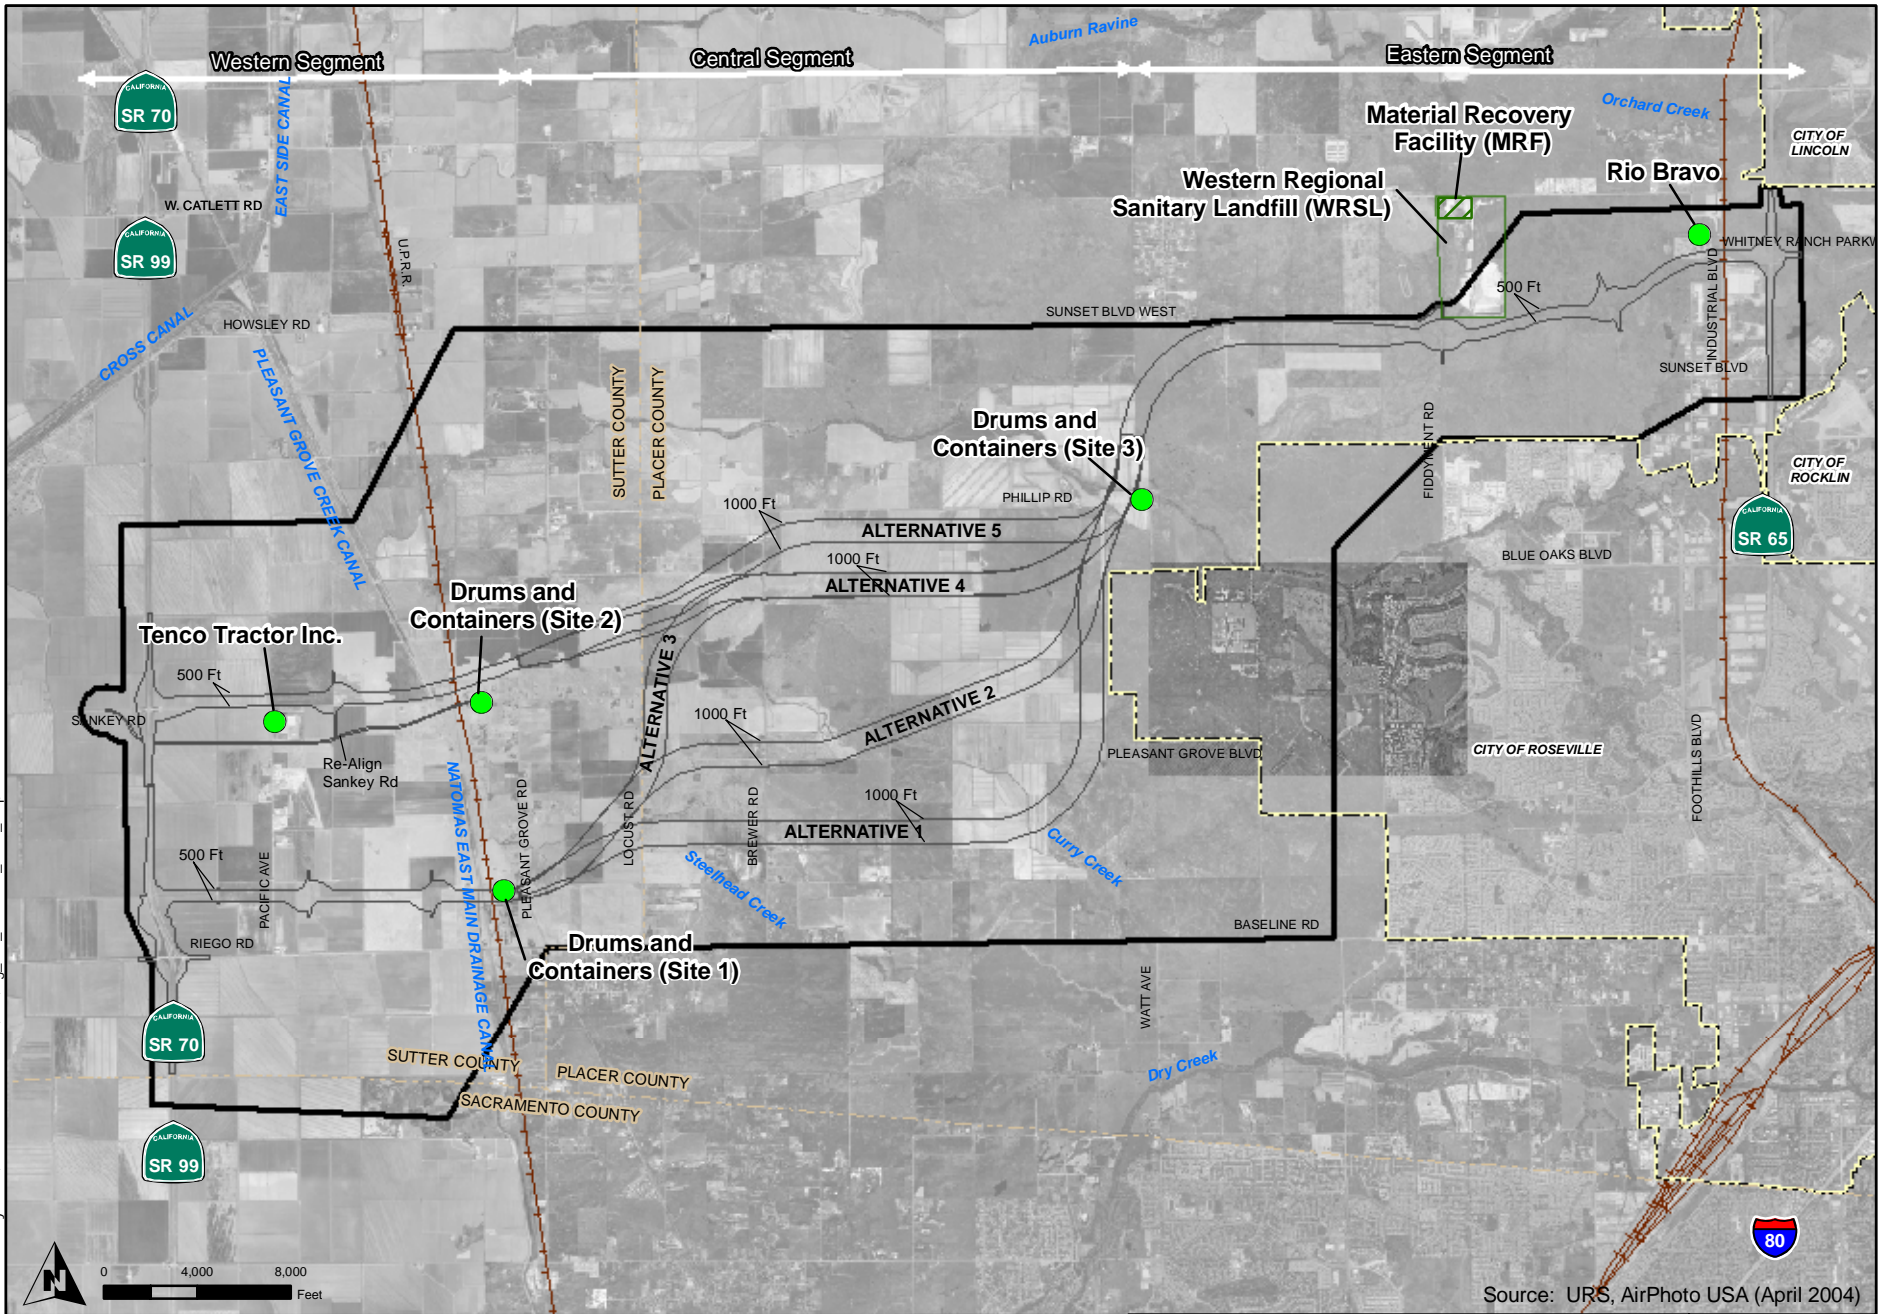 Western Segment
Central Segment
Eastern Segment
Auburn Ravine
Orchard Creek
CALIFORNIA
SR 70
EAST SIDE CANAL
Material Recovery
Facility (MRF)
CITY OF
LINCOLN
Western Regional
Sanitary Landfill (WRSL)
Rio Bravo
W. CATLETT RD
CALIFORNIA
SR 99
U.P.R.R.
WHITNEY RANCH PARKW
500 Ft
INDUSTRIAL BLVD
SUNSET BLVD WEST
HOWSLEY RD
CROSS CANAL
PLEASANT GROVE CREEK CANAL
SUNSET BLVD
SUTTER COUNTY
PLACER COUNTY
Drums and
Containers (Site 3)
FIDDYMENT RD
CITY OF
ROCKLIN
CALIFORNIA
SR 65
PHILLIP RD
1000 Ft
ALTERNATIVE 5
1000 Ft
ALTERNATIVE 4
BLUE OAKS BLVD
Drums and
Containers (Site 2)
Tenco Tractor Inc.
500 Ft
SANKEY RD
ALTERNATIVE 3
1000 Ft
ALTERNATIVE 2
Re-Align
Sankey Rd
PLEASANT GROVE BLVD
CITY OF ROSEVILLE
FOOTHILLS BLVD
NATOMAS EAST MAIN DRAINAGE CANAL
PLEASANT GROVE RD
LOCUST RD
BREWER RD
1000 Ft
ALTERNATIVE 1
Curry Creek
Steelhead Creek
500 Ft
PACIFIC AVE
RIEGO RD
BASELINE RD
Drums and
Containers (Site 1)
WATT AVE
CALIFORNIA
SR 70
SUTTER COUNTY
PLACER COUNTY
SACRAMENTO COUNTY
Dry Creek
CALIFORNIA
SR 99
80
N
0 4,000 8,000
Feet
Source: URS, AirPhoto USA (April 2004)